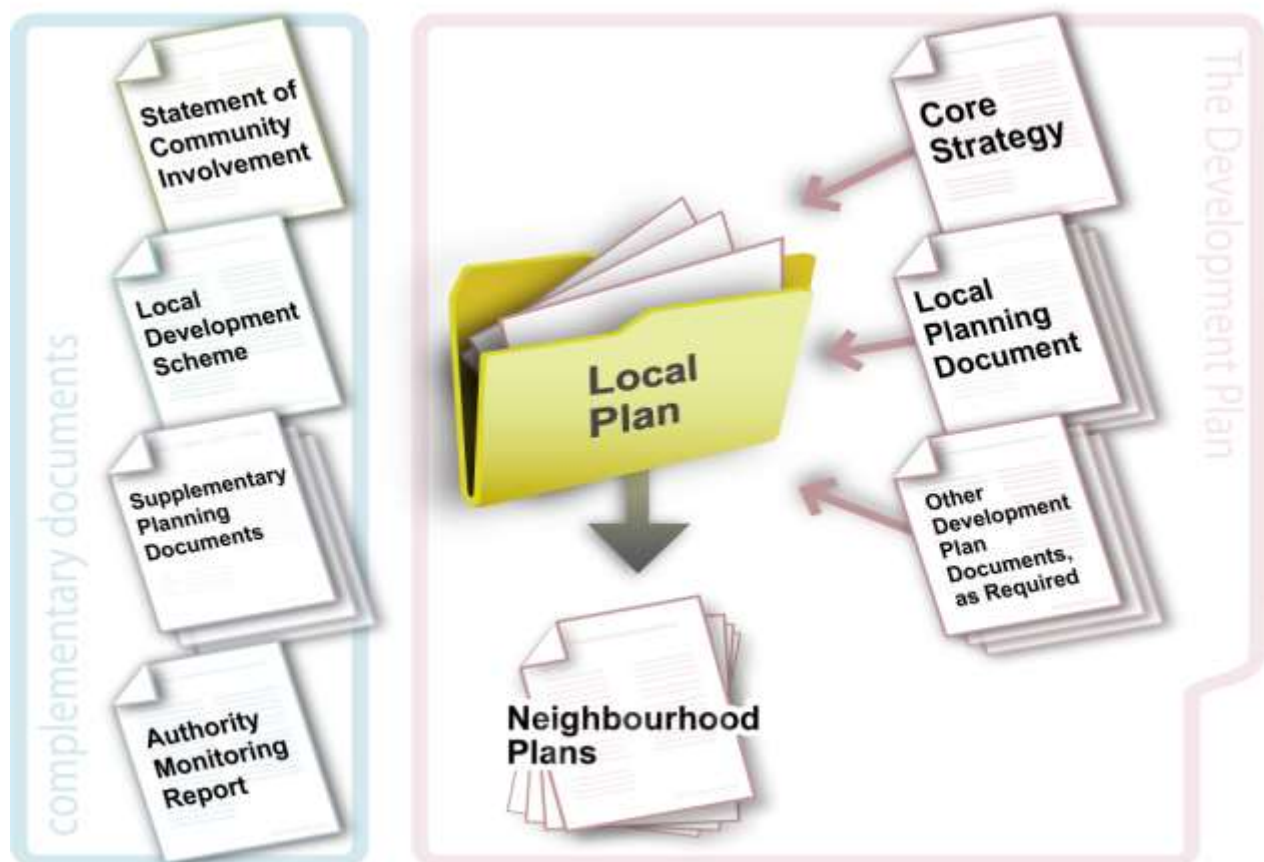 complementary documents
Statement of
Community
Involvement
Local
Development
Scheme
Supplementary
Planning
Documents
Authority
Monitoring
Report
The Development Plan
Core
Strategy
Local
Planning
Document
Other
Development
Plan
Documents,
as Required
Local
Plan
Neighbourhood
Plans